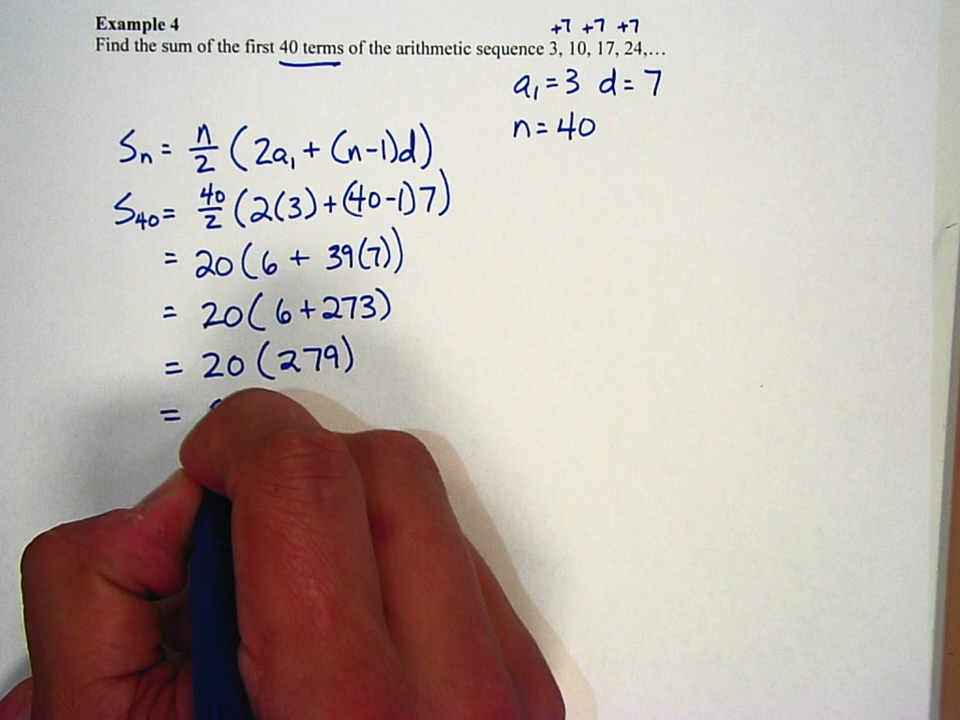 Example 4
+7 +7 +7
Find the sum of the first 40 terms of the arithmetic sequence 3, 10, 17, 24,…
a₁ = 3 d = 7
n = 40
Sₙ = n/2 (2a₁ + (n-1)d)
S₄₀ = 40/2 (2(3) + (40-1)7)
= 20(6 + 39(7))
= 20(6+273)
= 20(279)
=